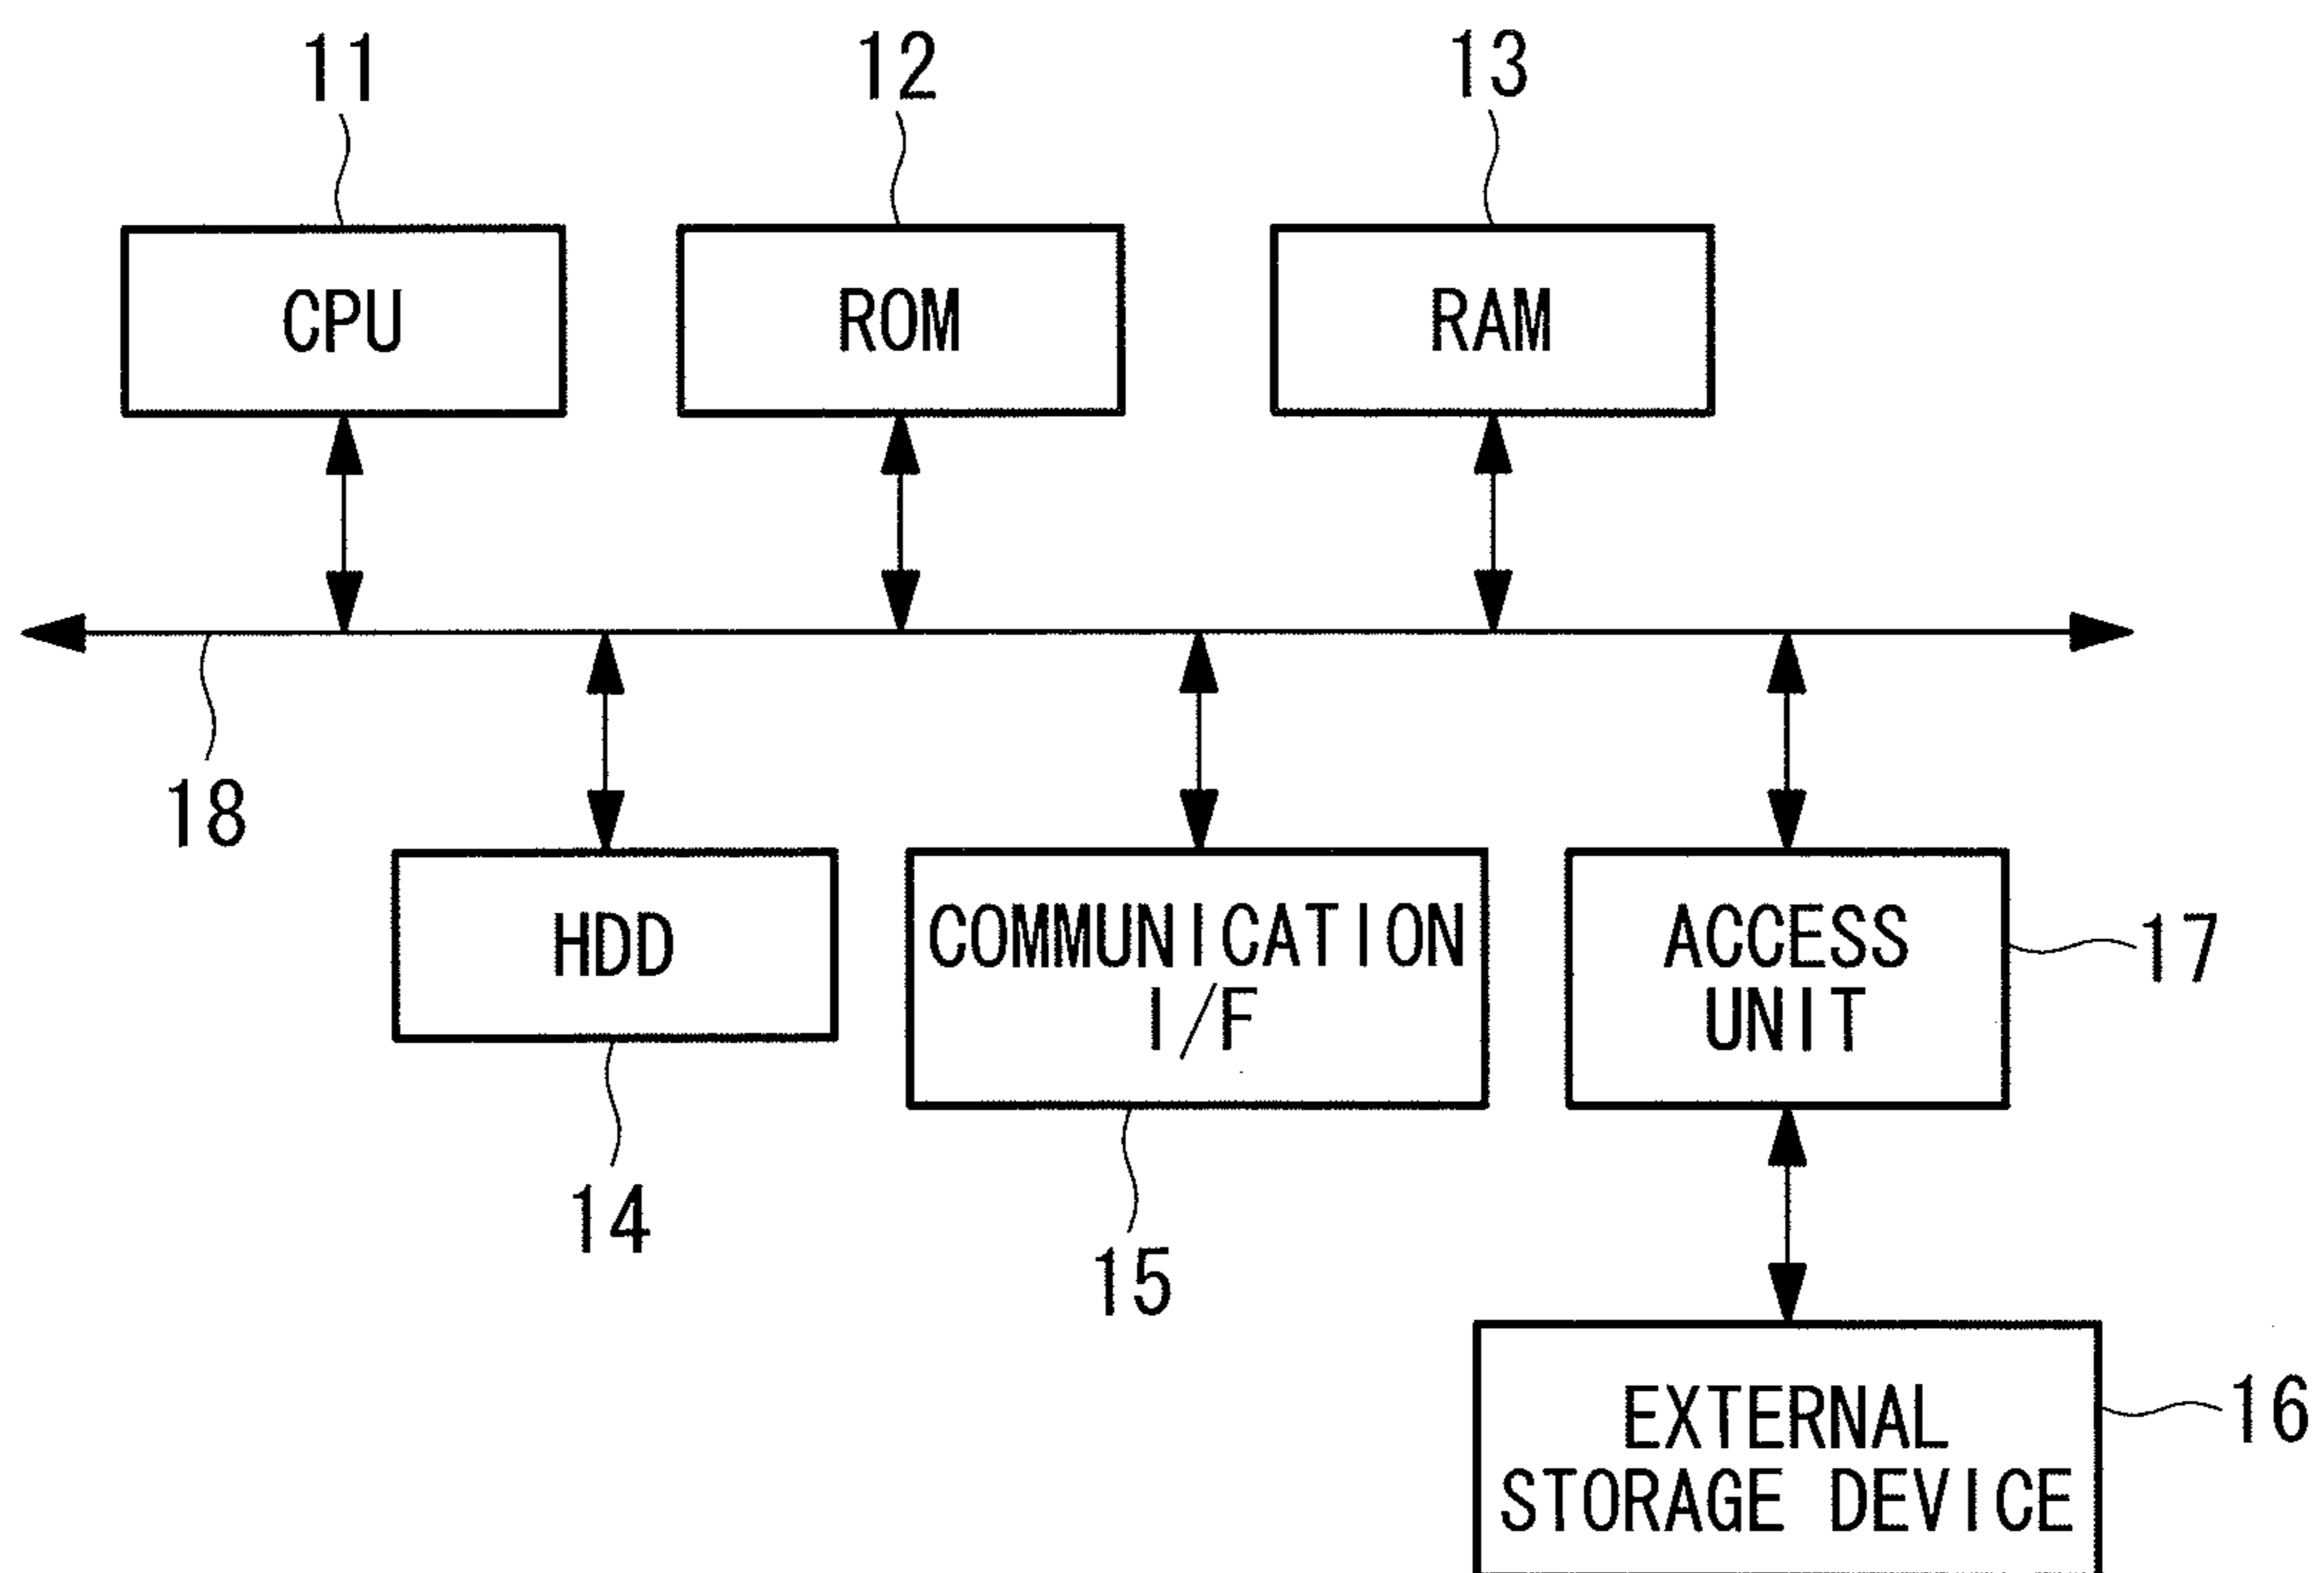 11
12
13
CPU
ROM
RAM
18
HDD
COMMUNICATION
I/F
ACCESS
UNIT
17
14
15
EXTERNAL
STORAGE DEVICE
16